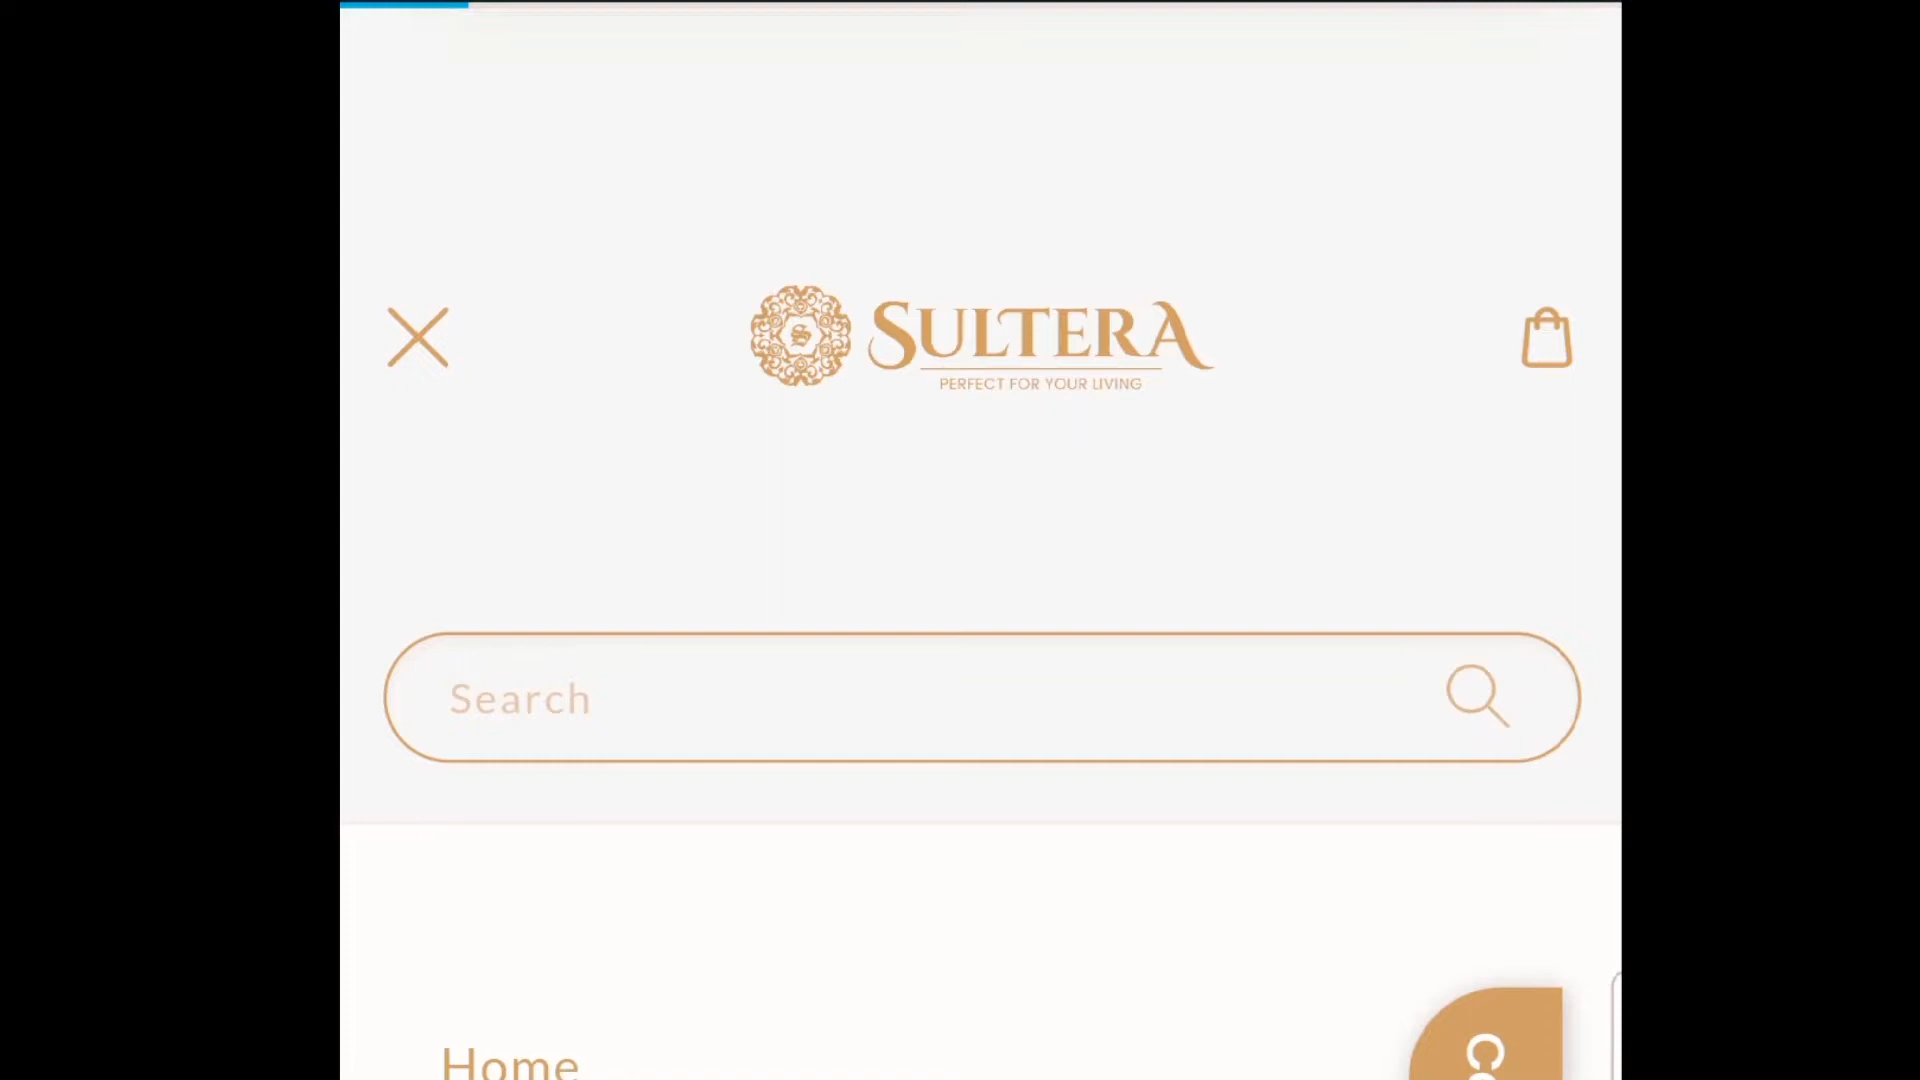 S
SULTERA
PERFECT FOR YOUR LIVING
Search
Home